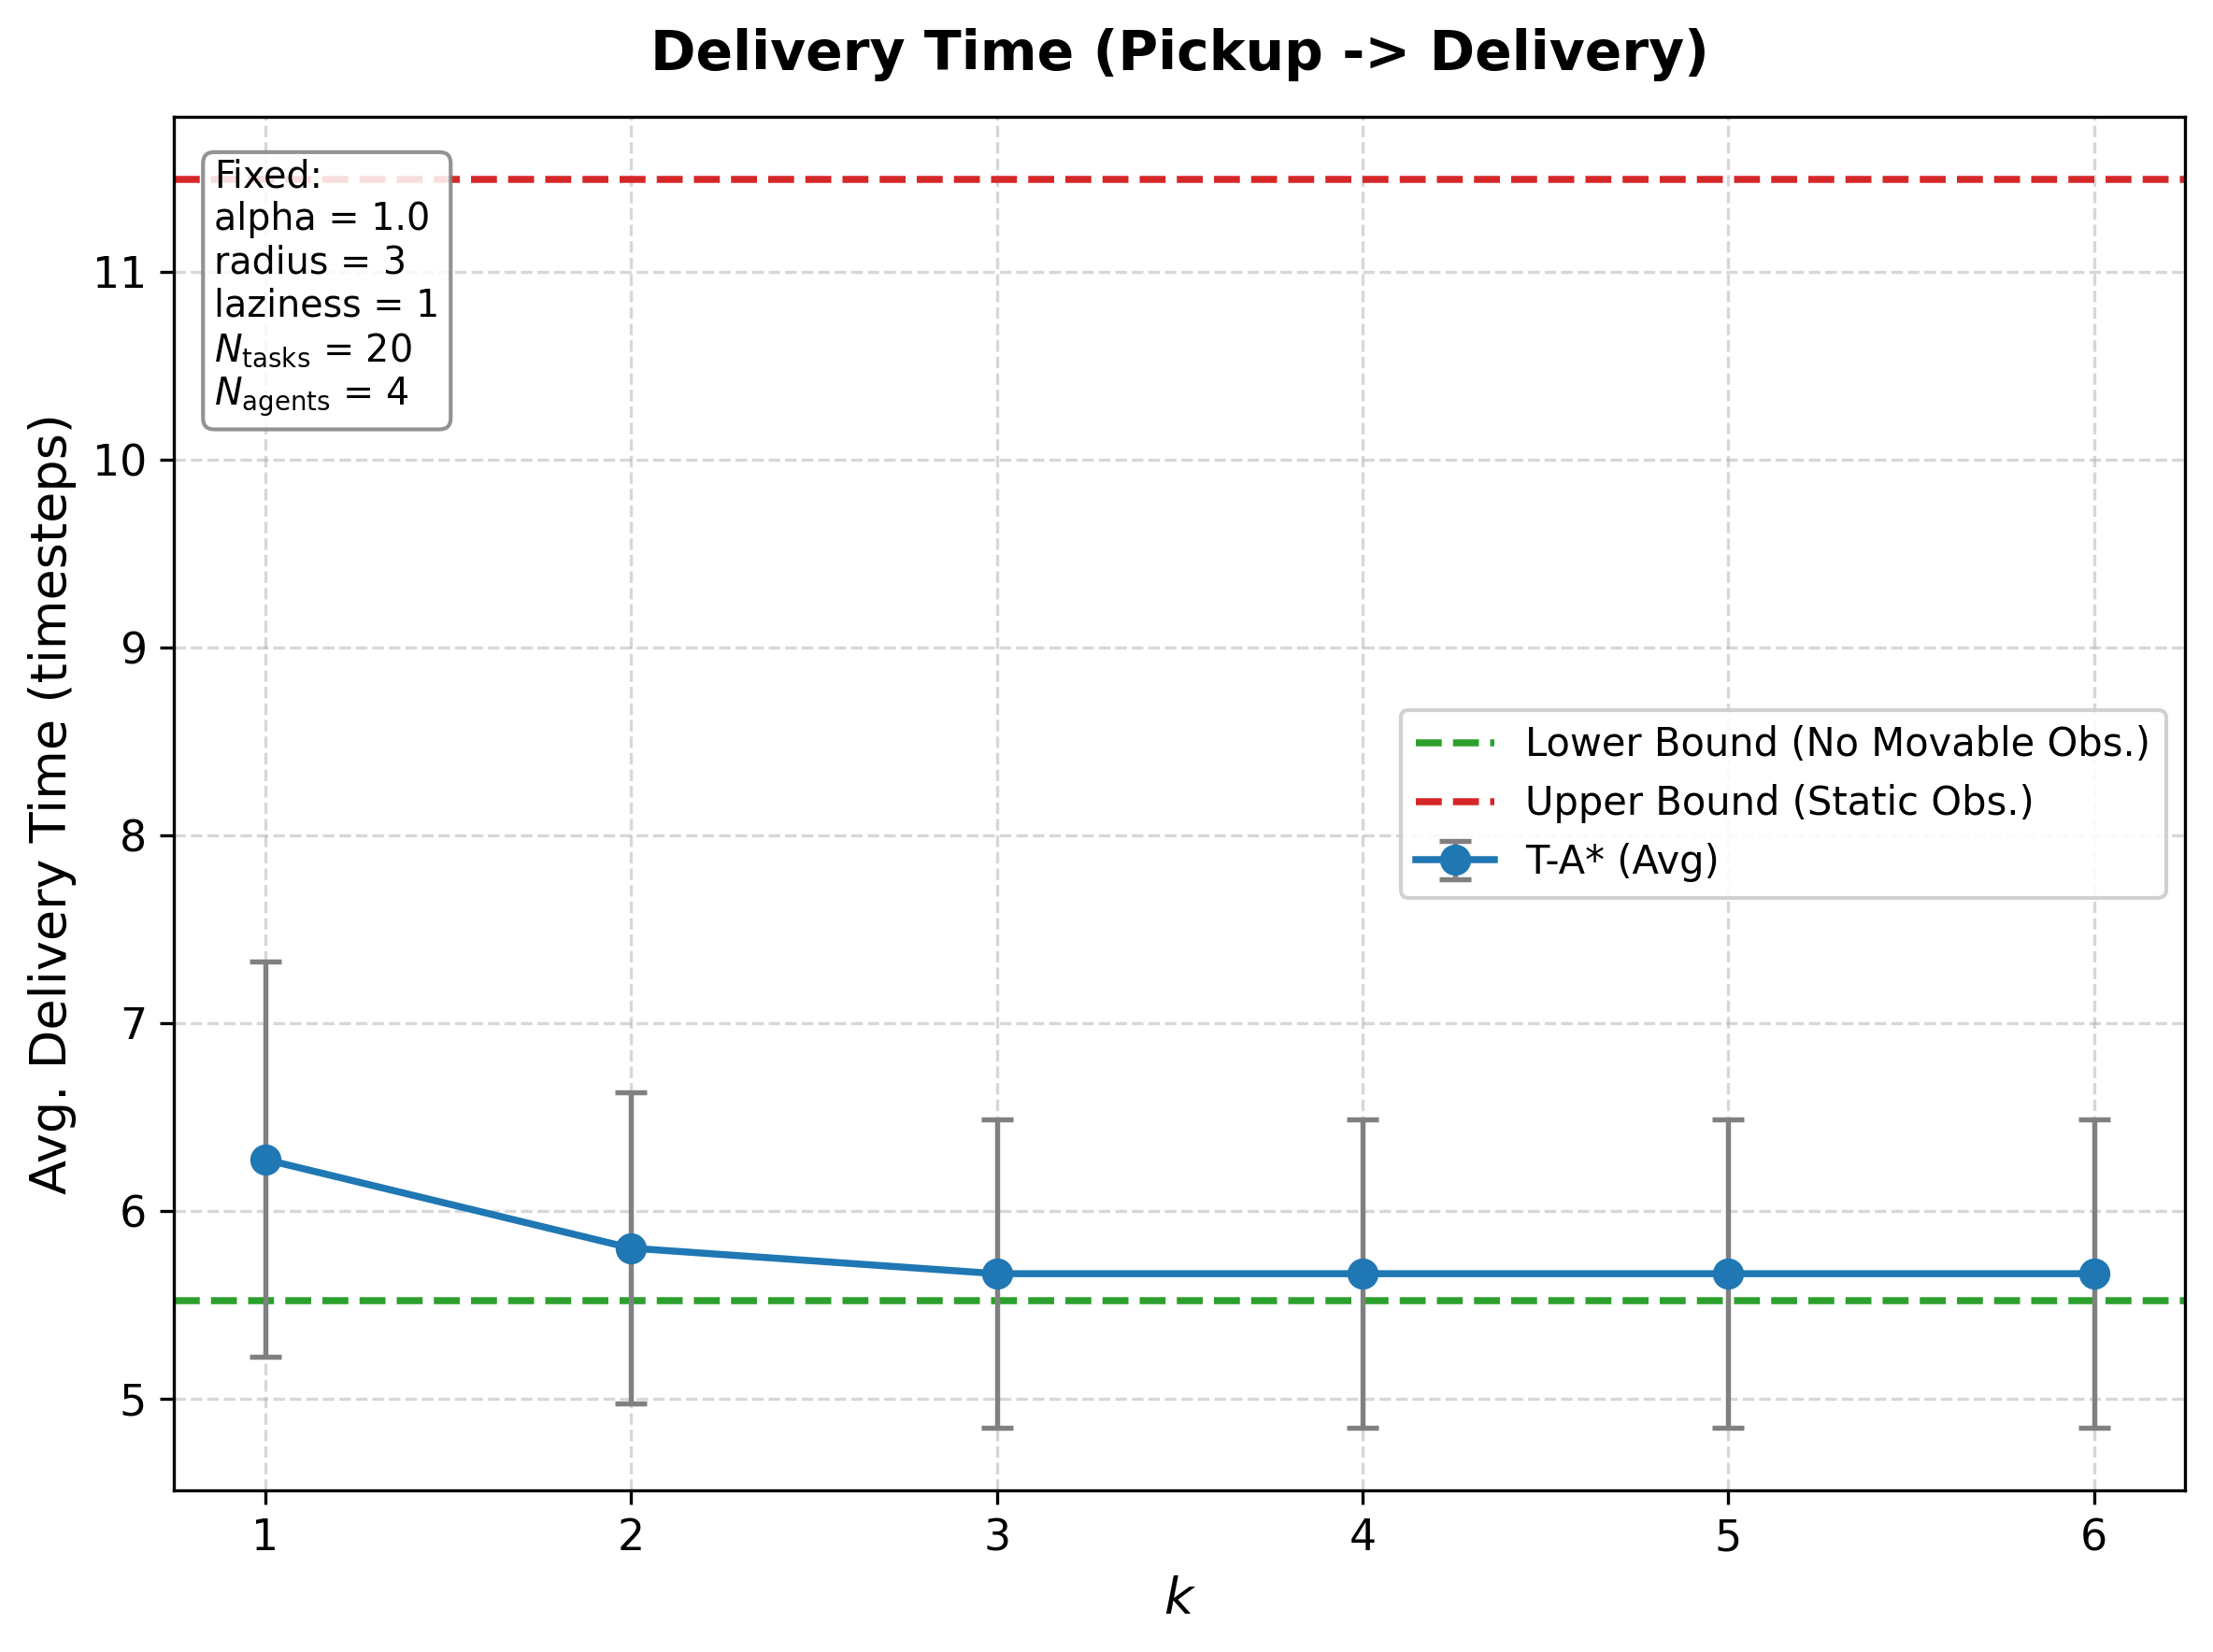 Delivery Time (Pickup -> Delivery)
Fixed:
alpha = 1.0
radius = 3
laziness = 1
N_tasks = 20
N_agents = 4
Avg. Delivery Time (timesteps)
11
10
9
8
7
6
5
Lower Bound (No Movable Obs.)
Upper Bound (Static Obs.)
T-A* (Avg)
1 2 3 4 5 6
k